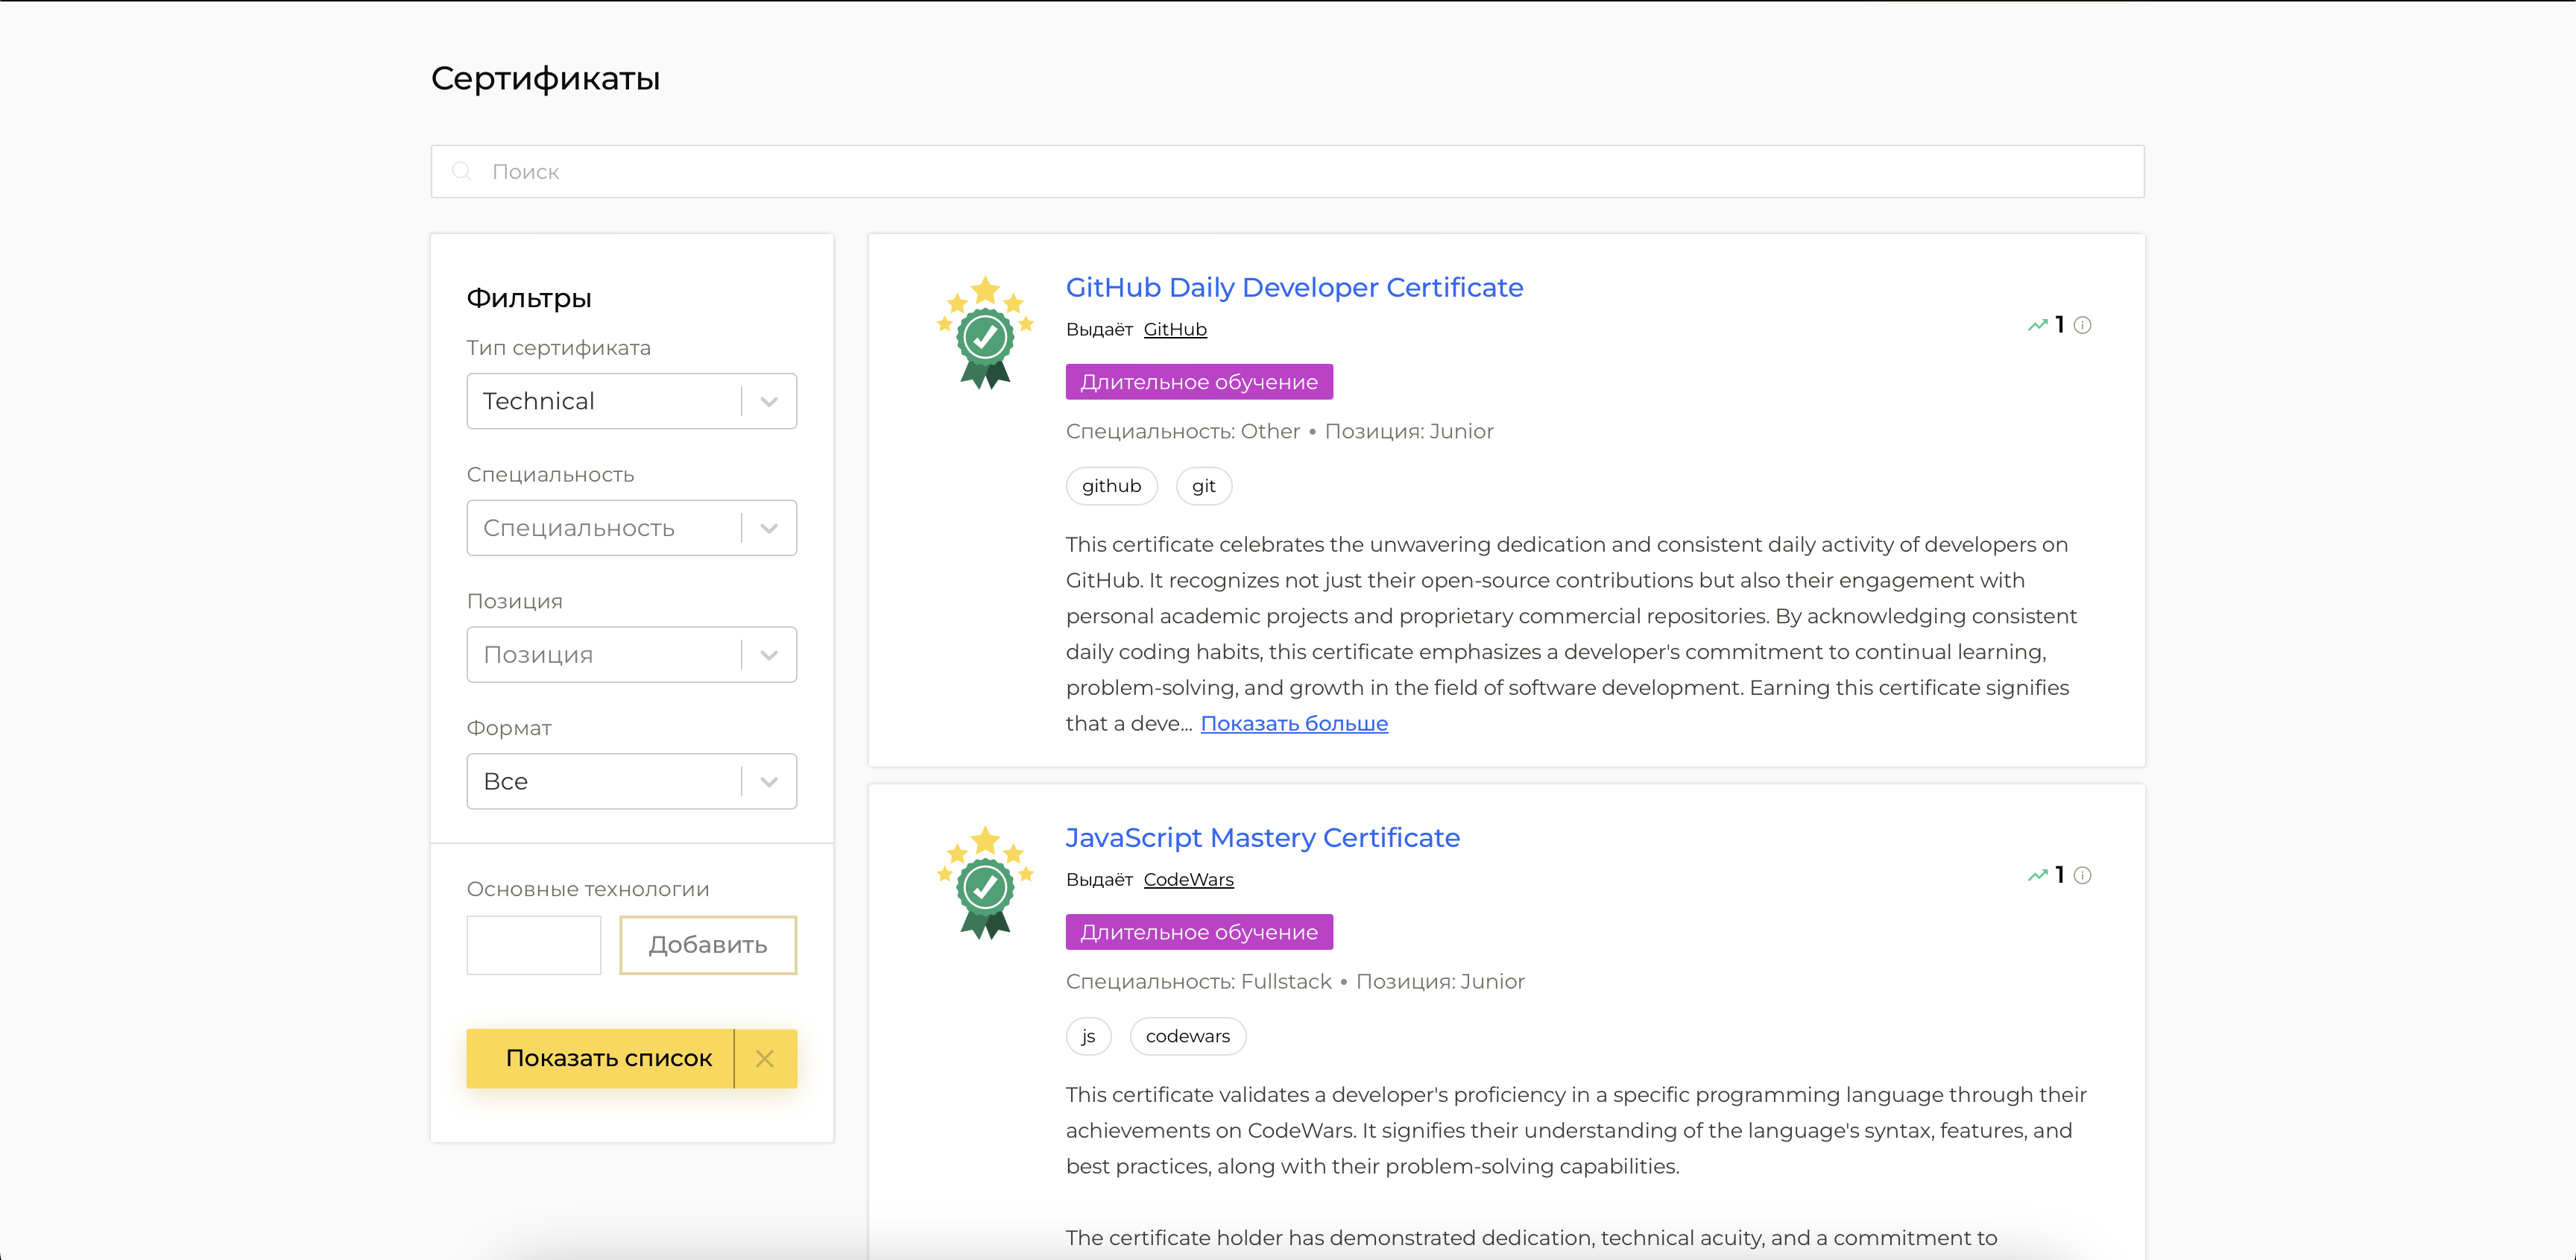 Сертификаты
Поиск
Фильтры
Тип сертификата
Technical
Специальность
Специальность
Позиция
Позиция
Формат
Все
Основные технологии
Добавить
Показать список
GitHub Daily Developer Certificate
Выдаёт GitHub
1
Длительное обучение
Специальность: Other • Позиция: Junior
github git
This certificate celebrates the unwavering dedication and consistent daily activity of developers on
GitHub. It recognizes not just their open-source contributions but also their engagement with
personal academic projects and proprietary commercial repositories. By acknowledging consistent
daily coding habits, this certificate emphasizes a developer's commitment to continual learning,
problem-solving, and growth in the field of software development. Earning this certificate signifies
that a deve... Показать больше
JavaScript Mastery Certificate
Выдаёт CodeWars
1
Длительное обучение
Специальность: Fullstack • Позиция: Junior
js codewars
This certificate validates a developer's proficiency in a specific programming language through their
achievements on CodeWars. It signifies their understanding of the language's syntax, features, and
best practices, along with their problem-solving capabilities.
The certificate holder has demonstrated dedication, technical acuity, and a commitment to